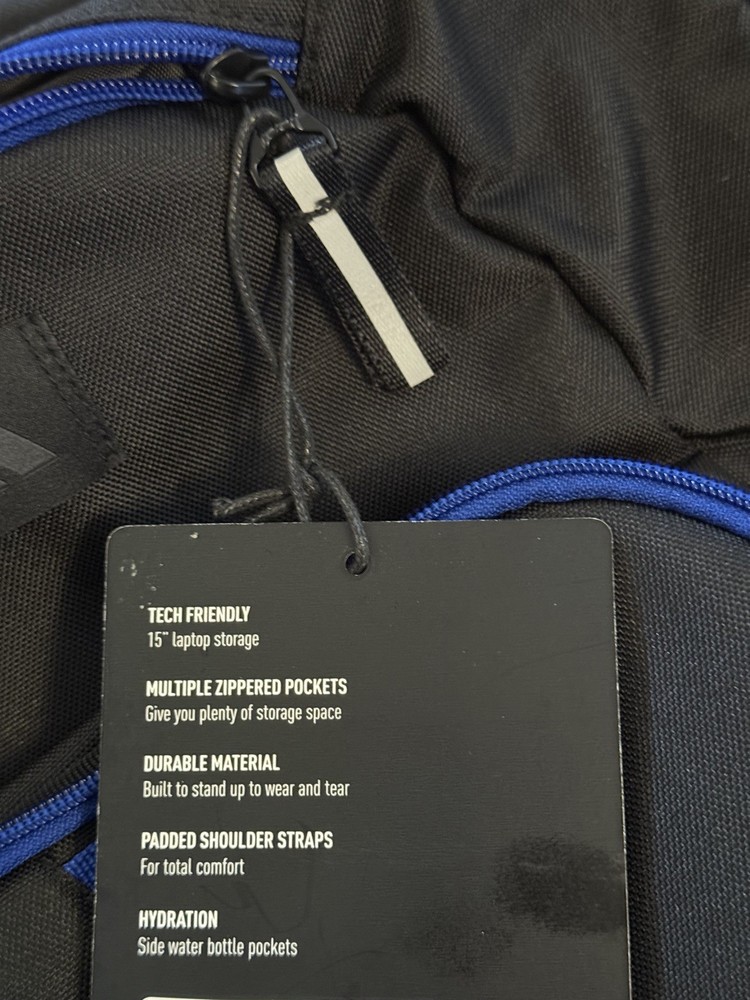 TECH FRIENDLY
15" laptop storage
MULTIPLE ZIPPERED POCKETS
Give you plenty of storage space
DURABLE MATERIAL
Built to stand up to wear and tear
PADDED SHOULDER STRAPS
For total comfort
HYDRATION
Side water bottle pockets